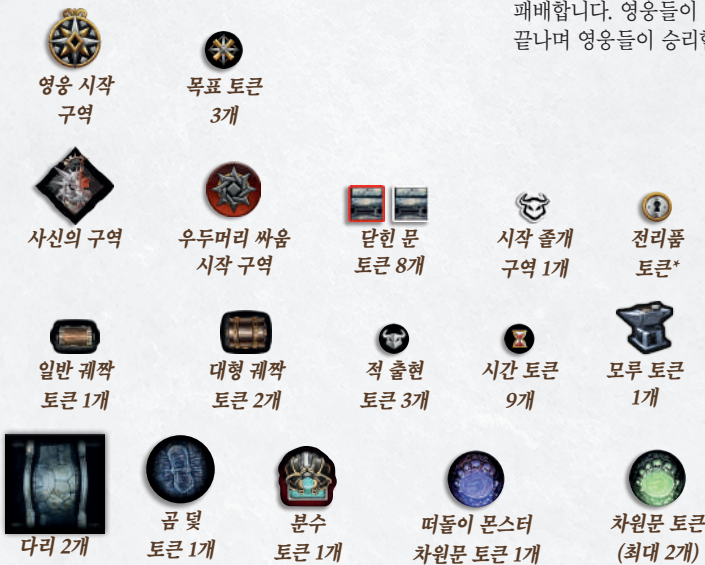 패배합니다. 영웅들이
끝나며 영웅들이 승리
영웅 시작
구역
목표 토큰
3개
사신의 구역
우두머리 싸움
시작 구역
닫힌 문
토큰 8개
시작 졸개
구역 1개
전리품
토큰*
일반 궤짝
토큰 1개
대형 궤짝
토큰 2개
적 출현
토큰 3개
시간 토큰
9개
모루 토큰
1개
다리 2개
곰 덫
토큰 1개
분수
토큰 1개
떠돌이 몬스터
차원문 토큰 1개
차원문 토큰
(최대 2개)